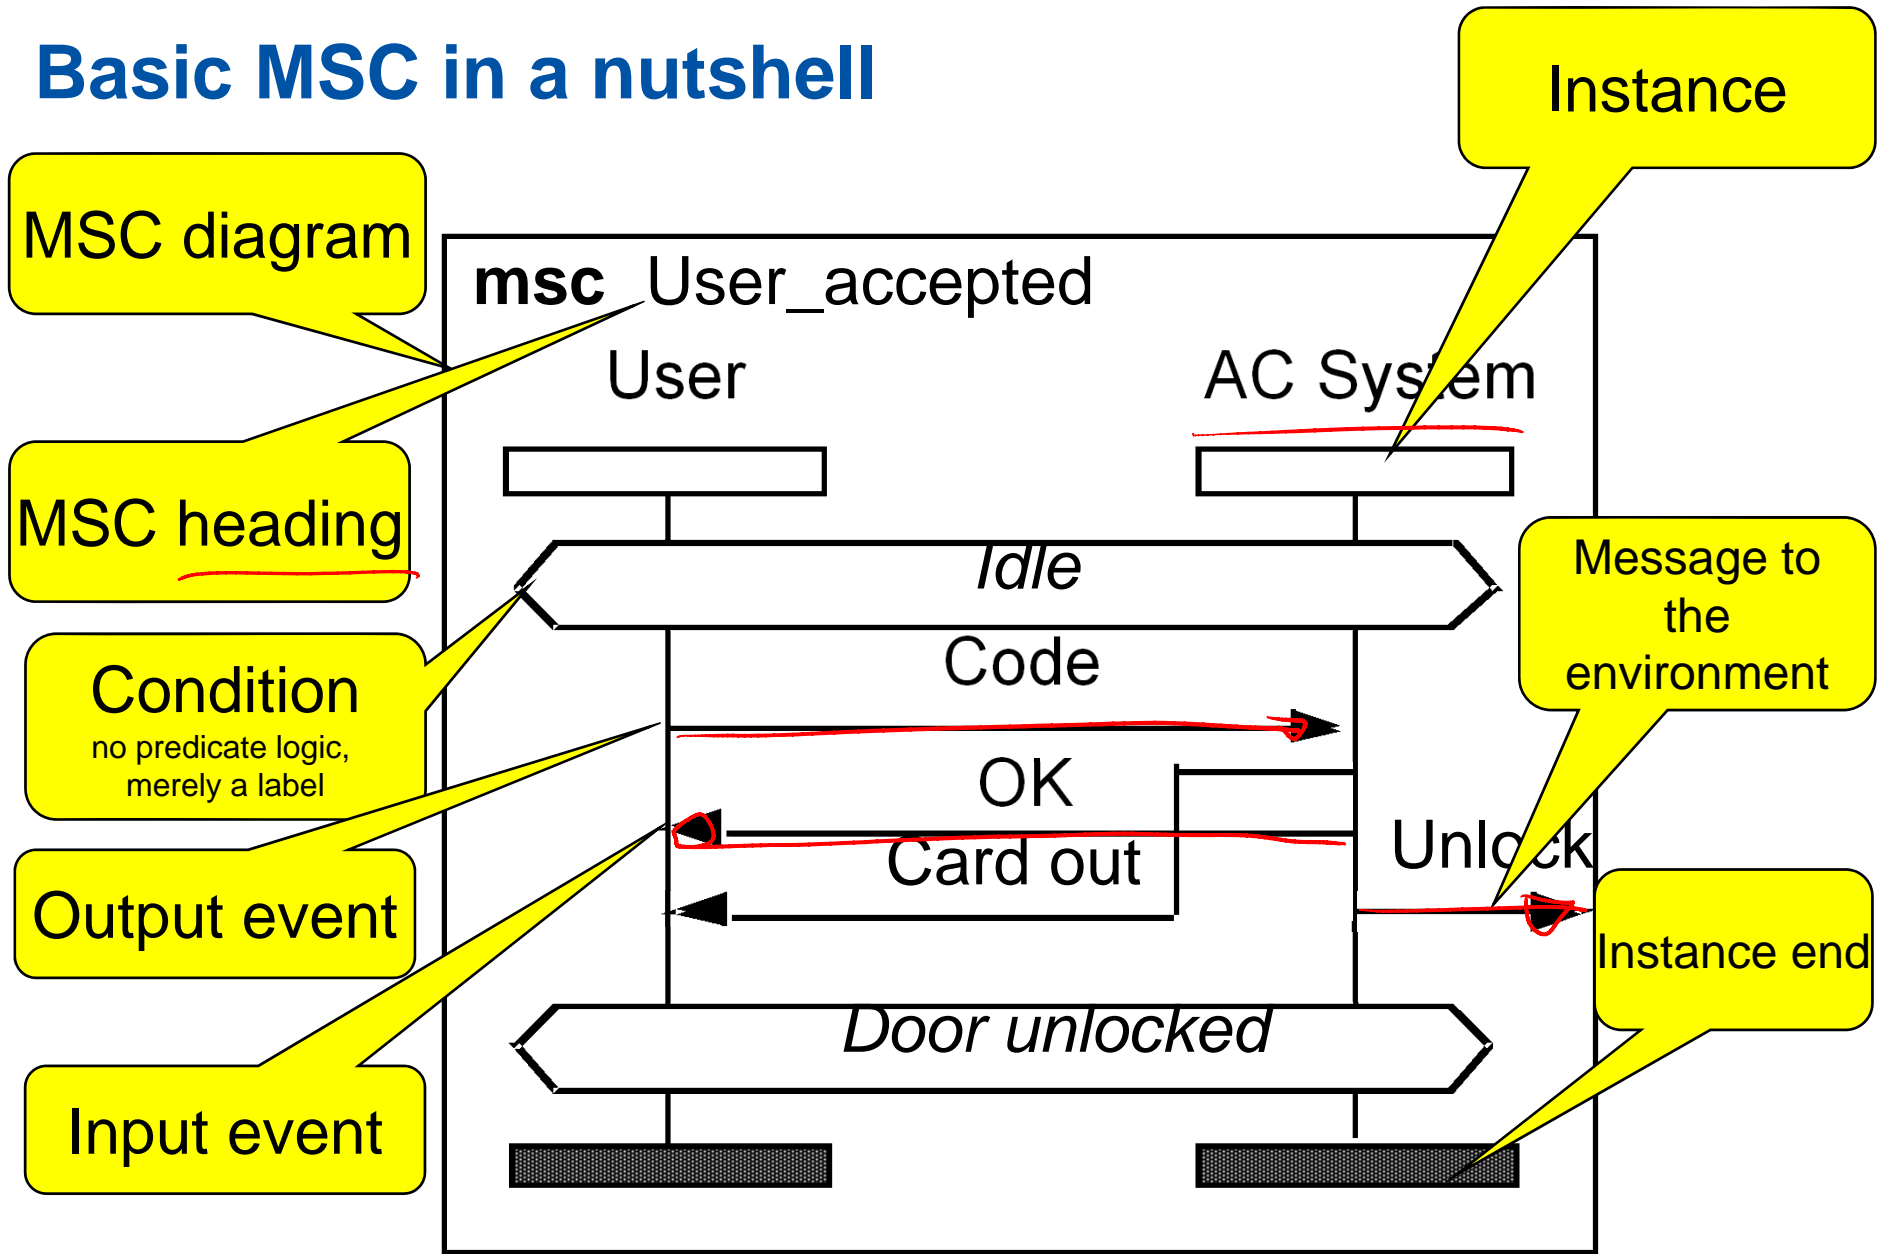 Basic MSC in a nutshell
Instance
MSC diagram
msc User_accepted
User
AC System
MSC heading
Idle
Message to
the
environment
Condition
no predicate logic,
merely a label
Code
OK
Unlock
Card out
Output event
Instance end
Door unlocked
Input event